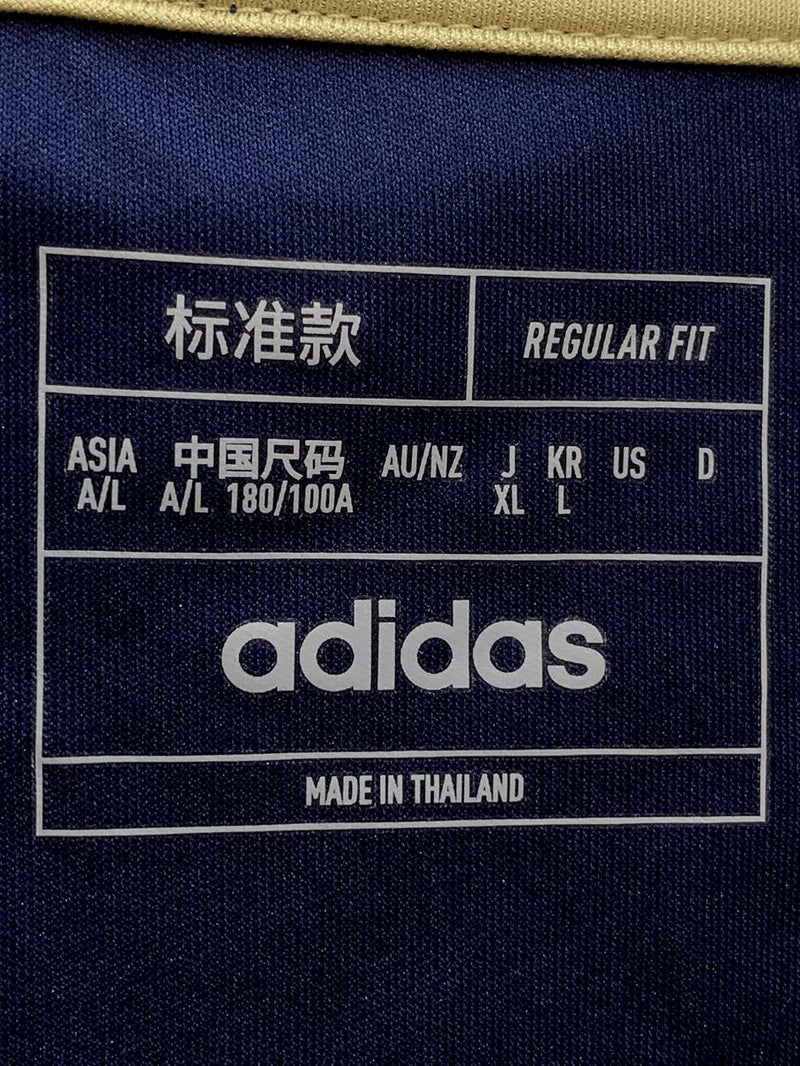 标准款 REGULAR FIT
ASIA 中国尺码 AU/NZ J KR US D
A/L A/L 180/100A XL L
adidas
MADE IN THAILAND